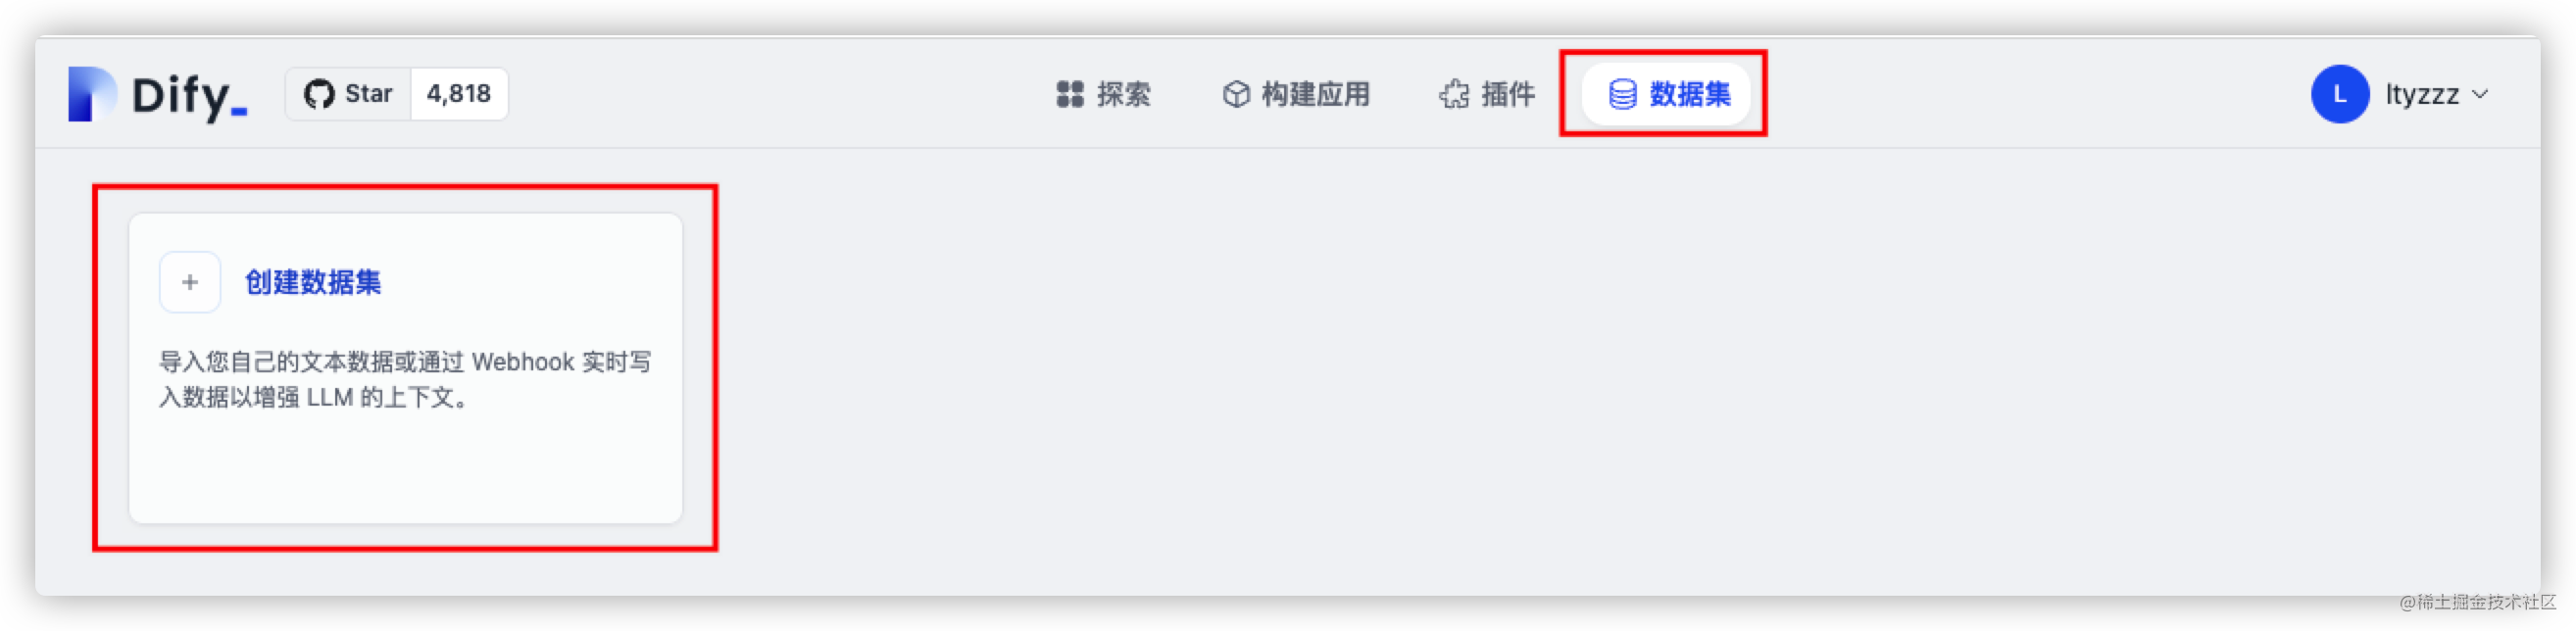 Dify_
Star 4,818
探索 构建应用 插件 数据集
L ltyzzz
+ 创建数据集
导入您自己的文本数据或通过 Webhook 实时写
入数据以增强 LLM 的上下文。
@稀土掘金技术社区